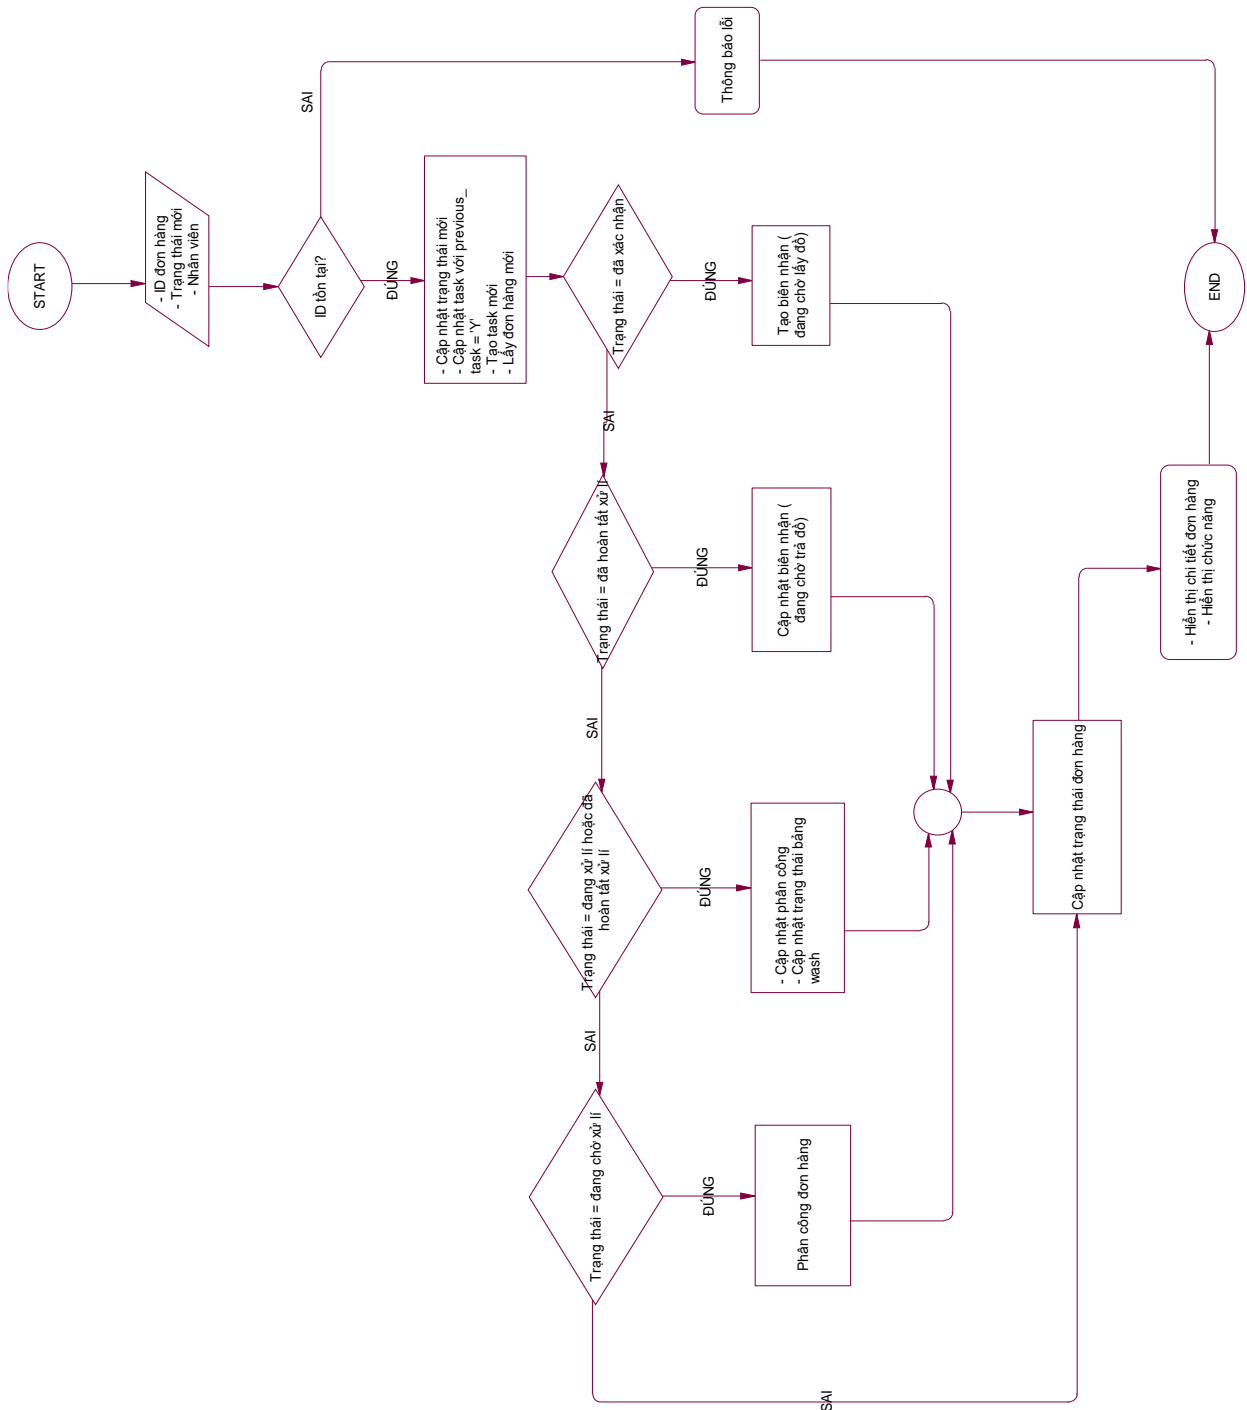 START
- ID đơn hàng
- Trạng thái mới
- Nhân viên
ID tồn tại?
SAI
Thông báo lỗi
ĐÚNG
- Cập nhật trạng thái mới
- Cập nhật task với previous_
task = 'Y'
- Tạo task mới
- Lấy đơn hàng mới
Trạng thái = đã xác nhận
ĐÚNG
Tạo biên nhận (
đang chờ lấy đồ)
SAI
Trạng thái = đã hoàn tất xử lí
ĐÚNG
Cập nhật biên nhận (
đang chờ trả đồ)
SAI
Trạng thái = đang xử lí hoặc đã
hoàn tất xử lí
ĐÚNG
- Cập nhật phân công
- Cập nhật trạng thái bảng
wash
SAI
Trạng thái = đang chờ xử lí
ĐÚNG
Phân công đơn hàng
SAI
Cập nhật trạng thái đơn hàng
- Hiển thị chi tiết đơn hàng
- Hiển thị chức năng
END